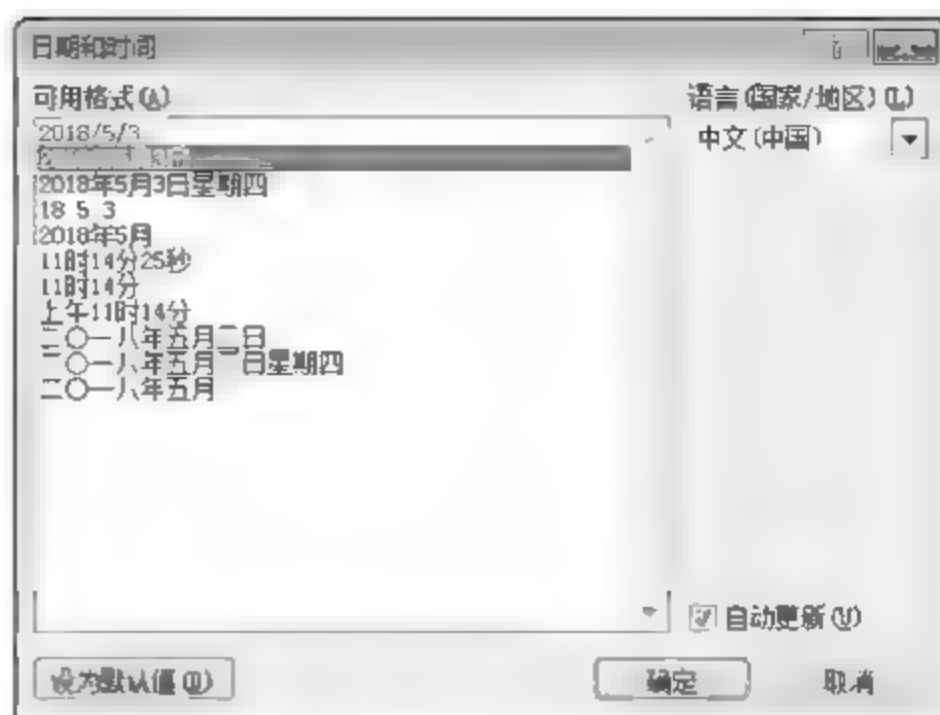 日期和时间
可用格式(A)
语言(国家/地区)(L)
2018/5/3
中文(中国)
2018年5月3日星期四
18 5 3
2018年5月
11时14分25秒
11时14分
上午11时14分
二〇一八年五月 日
二〇一八年五月 日星期四
二〇一八年五月
自动更新(U)
设为默认值(D)
确定
取消